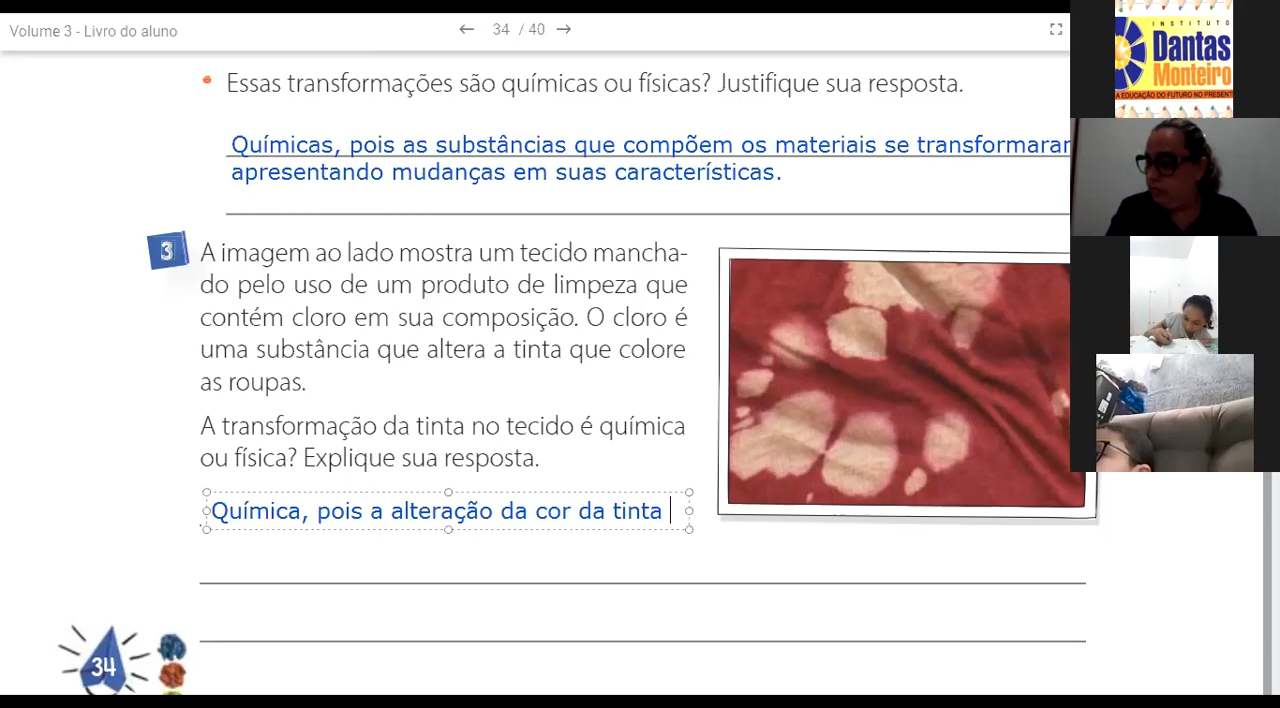 Volume 3 - Livro do aluno
← 34 / 40 →
Essas transformações são químicas ou físicas? Justifique sua resposta.
Químicas, pois as substâncias que compõem os materiais se transformaram
apresentando mudanças em suas características.
3
A imagem ao lado mostra um tecido mancha-
do pelo uso de um produto de limpeza que
contém cloro em sua composição. O cloro é
uma substância que altera a tinta que colore
as roupas.
A transformação da tinta no tecido é química
ou física? Explique sua resposta.
Química, pois a alteração da cor da tinta
34
INSTITUTO
Dantas
Monteiro
A EDUCAÇÃO DO FUTURO NO PRESENT